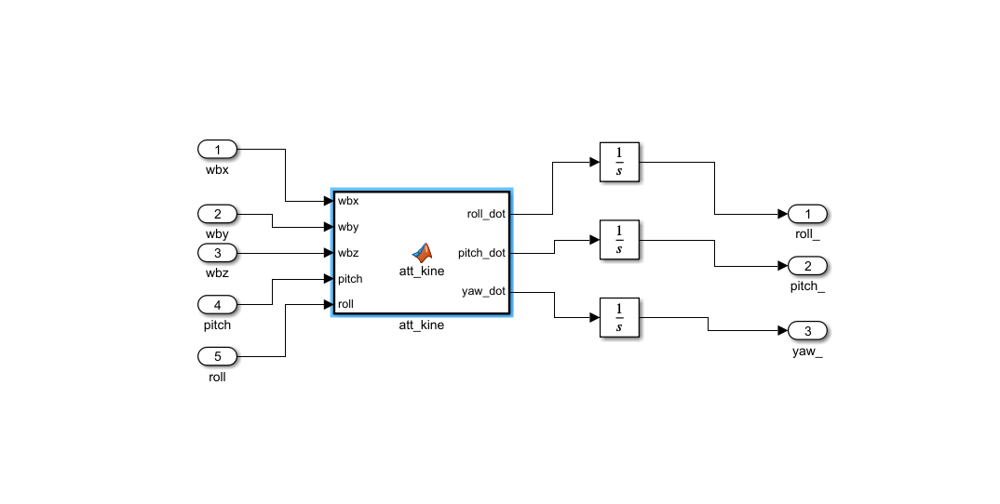 1
wbx
2
wby
3
wbz
4
pitch
5
roll
wbx
wby
wbz
pitch
roll
att_kine
roll_dot
pitch_dot
yaw_dot
att_kine
1
s
1
s
1
s
1
roll_
2
pitch_
3
yaw_